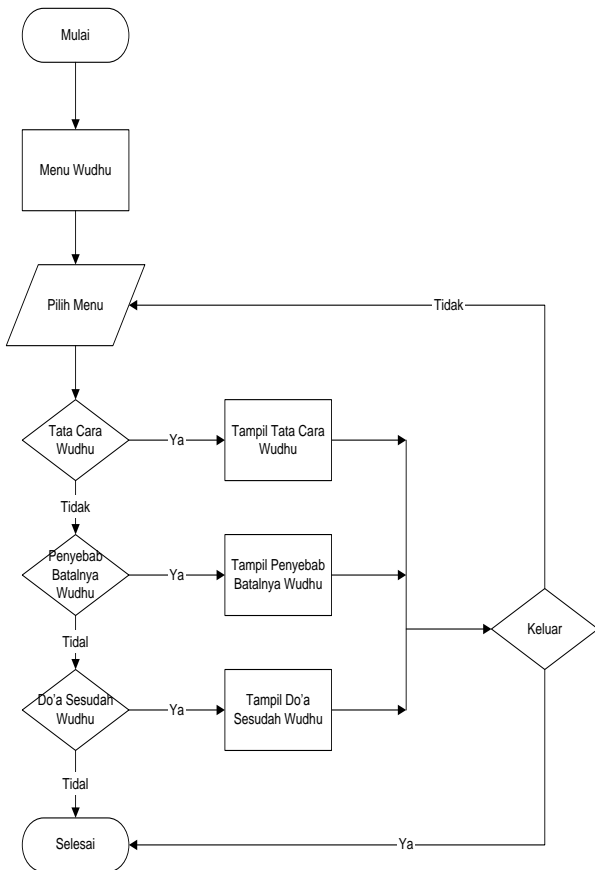 Mulai
Menu Wudhu
Pilih Menu
Tidak
Tata Cara
Wudhu
Ya
Tampil Tata Cara
Wudhu
Tidak
Penyebab
Batalnya
Wudhu
Ya
Tampil Penyebab
Batalnya Wudhu
Keluar
Tidal
Do'a Sesudah
Wudhu
Ya
Tampil Do'a
Sesudah Wudhu
Tidal
Selesai
Ya